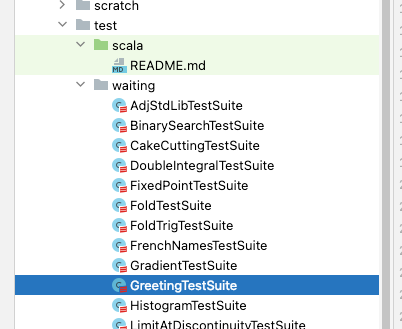 scratch
test
scala
MD README.md
waiting
AdjStdLibTestSuite
BinarySearchTestSuite
CakeCuttingTestSuite
DoubleIntegralTestSuite
FixedPointTestSuite
FoldTestSuite
FoldTrigTestSuite
FrenchNamesTestSuite
GradientTestSuite
GreetingTestSuite
HistogramTestSuite
LimitAtDiscontinuityTestSuite